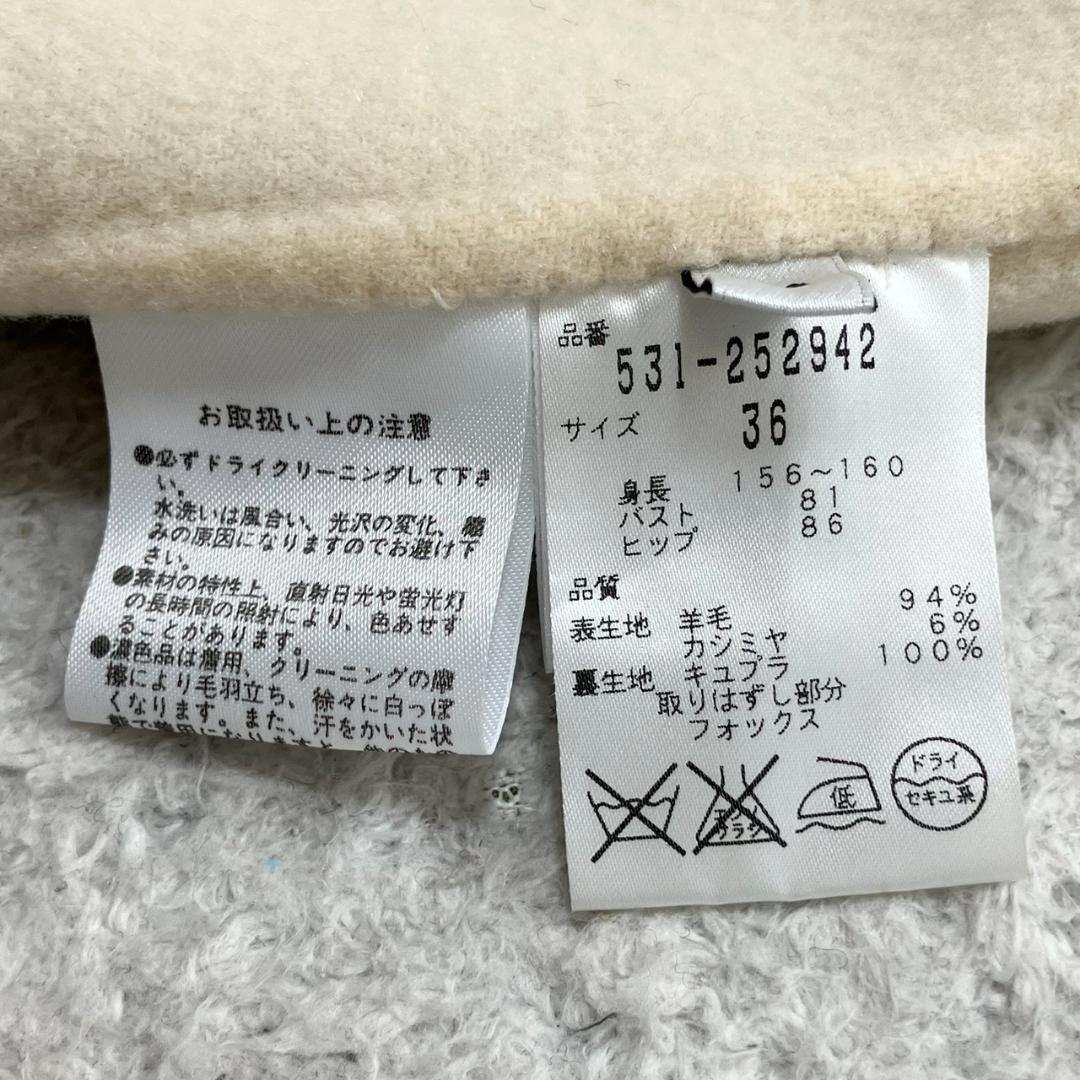 お取扱い上の注意
●必ずドライクリーニングして下さ
い。
水洗いは風合い、光沢の変化、縮
みの原因になりますのでお避け下
さい。
●素材の特性上、直射日光や蛍光灯
の長時間の照射により、色あせす
ることがあります。
●濃色品は着用、クリーニングの摩
擦により毛羽立ち、徐々に白っぽ
くなります。また、汗をかいた状
品番
531-252942
サイズ 36
身長 156～160
バスト 81
ヒップ 86
品質
表生地 羊毛 94%
カシミヤ 6%
裏生地 キュプラ 100%
取りはずし部分
フォックス
エンソ
サラシ
低
ドライ
セキユ系